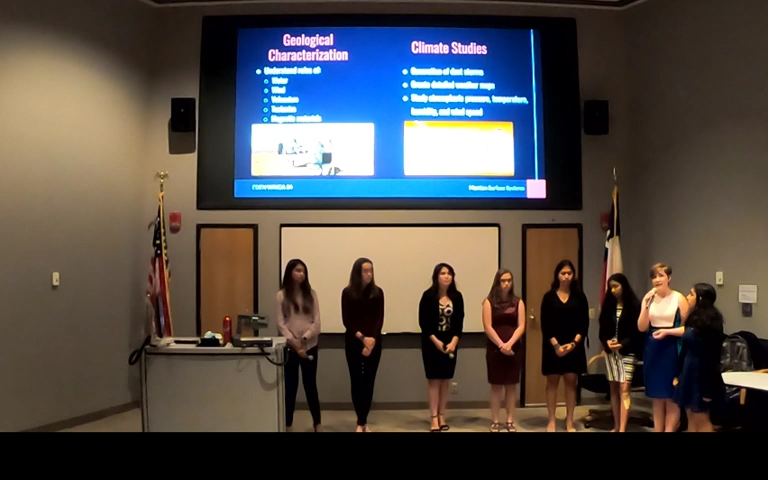 Geological
Characterization
Understand roles of:
Water
Wind
Volcanism
Tectonics
Magnetic materials
Climate Studies
Generation of dust storms
Create detailed weather maps
Study atmospheric pressure, temperature,
humidity, and wind speed
Martian Surface Systems